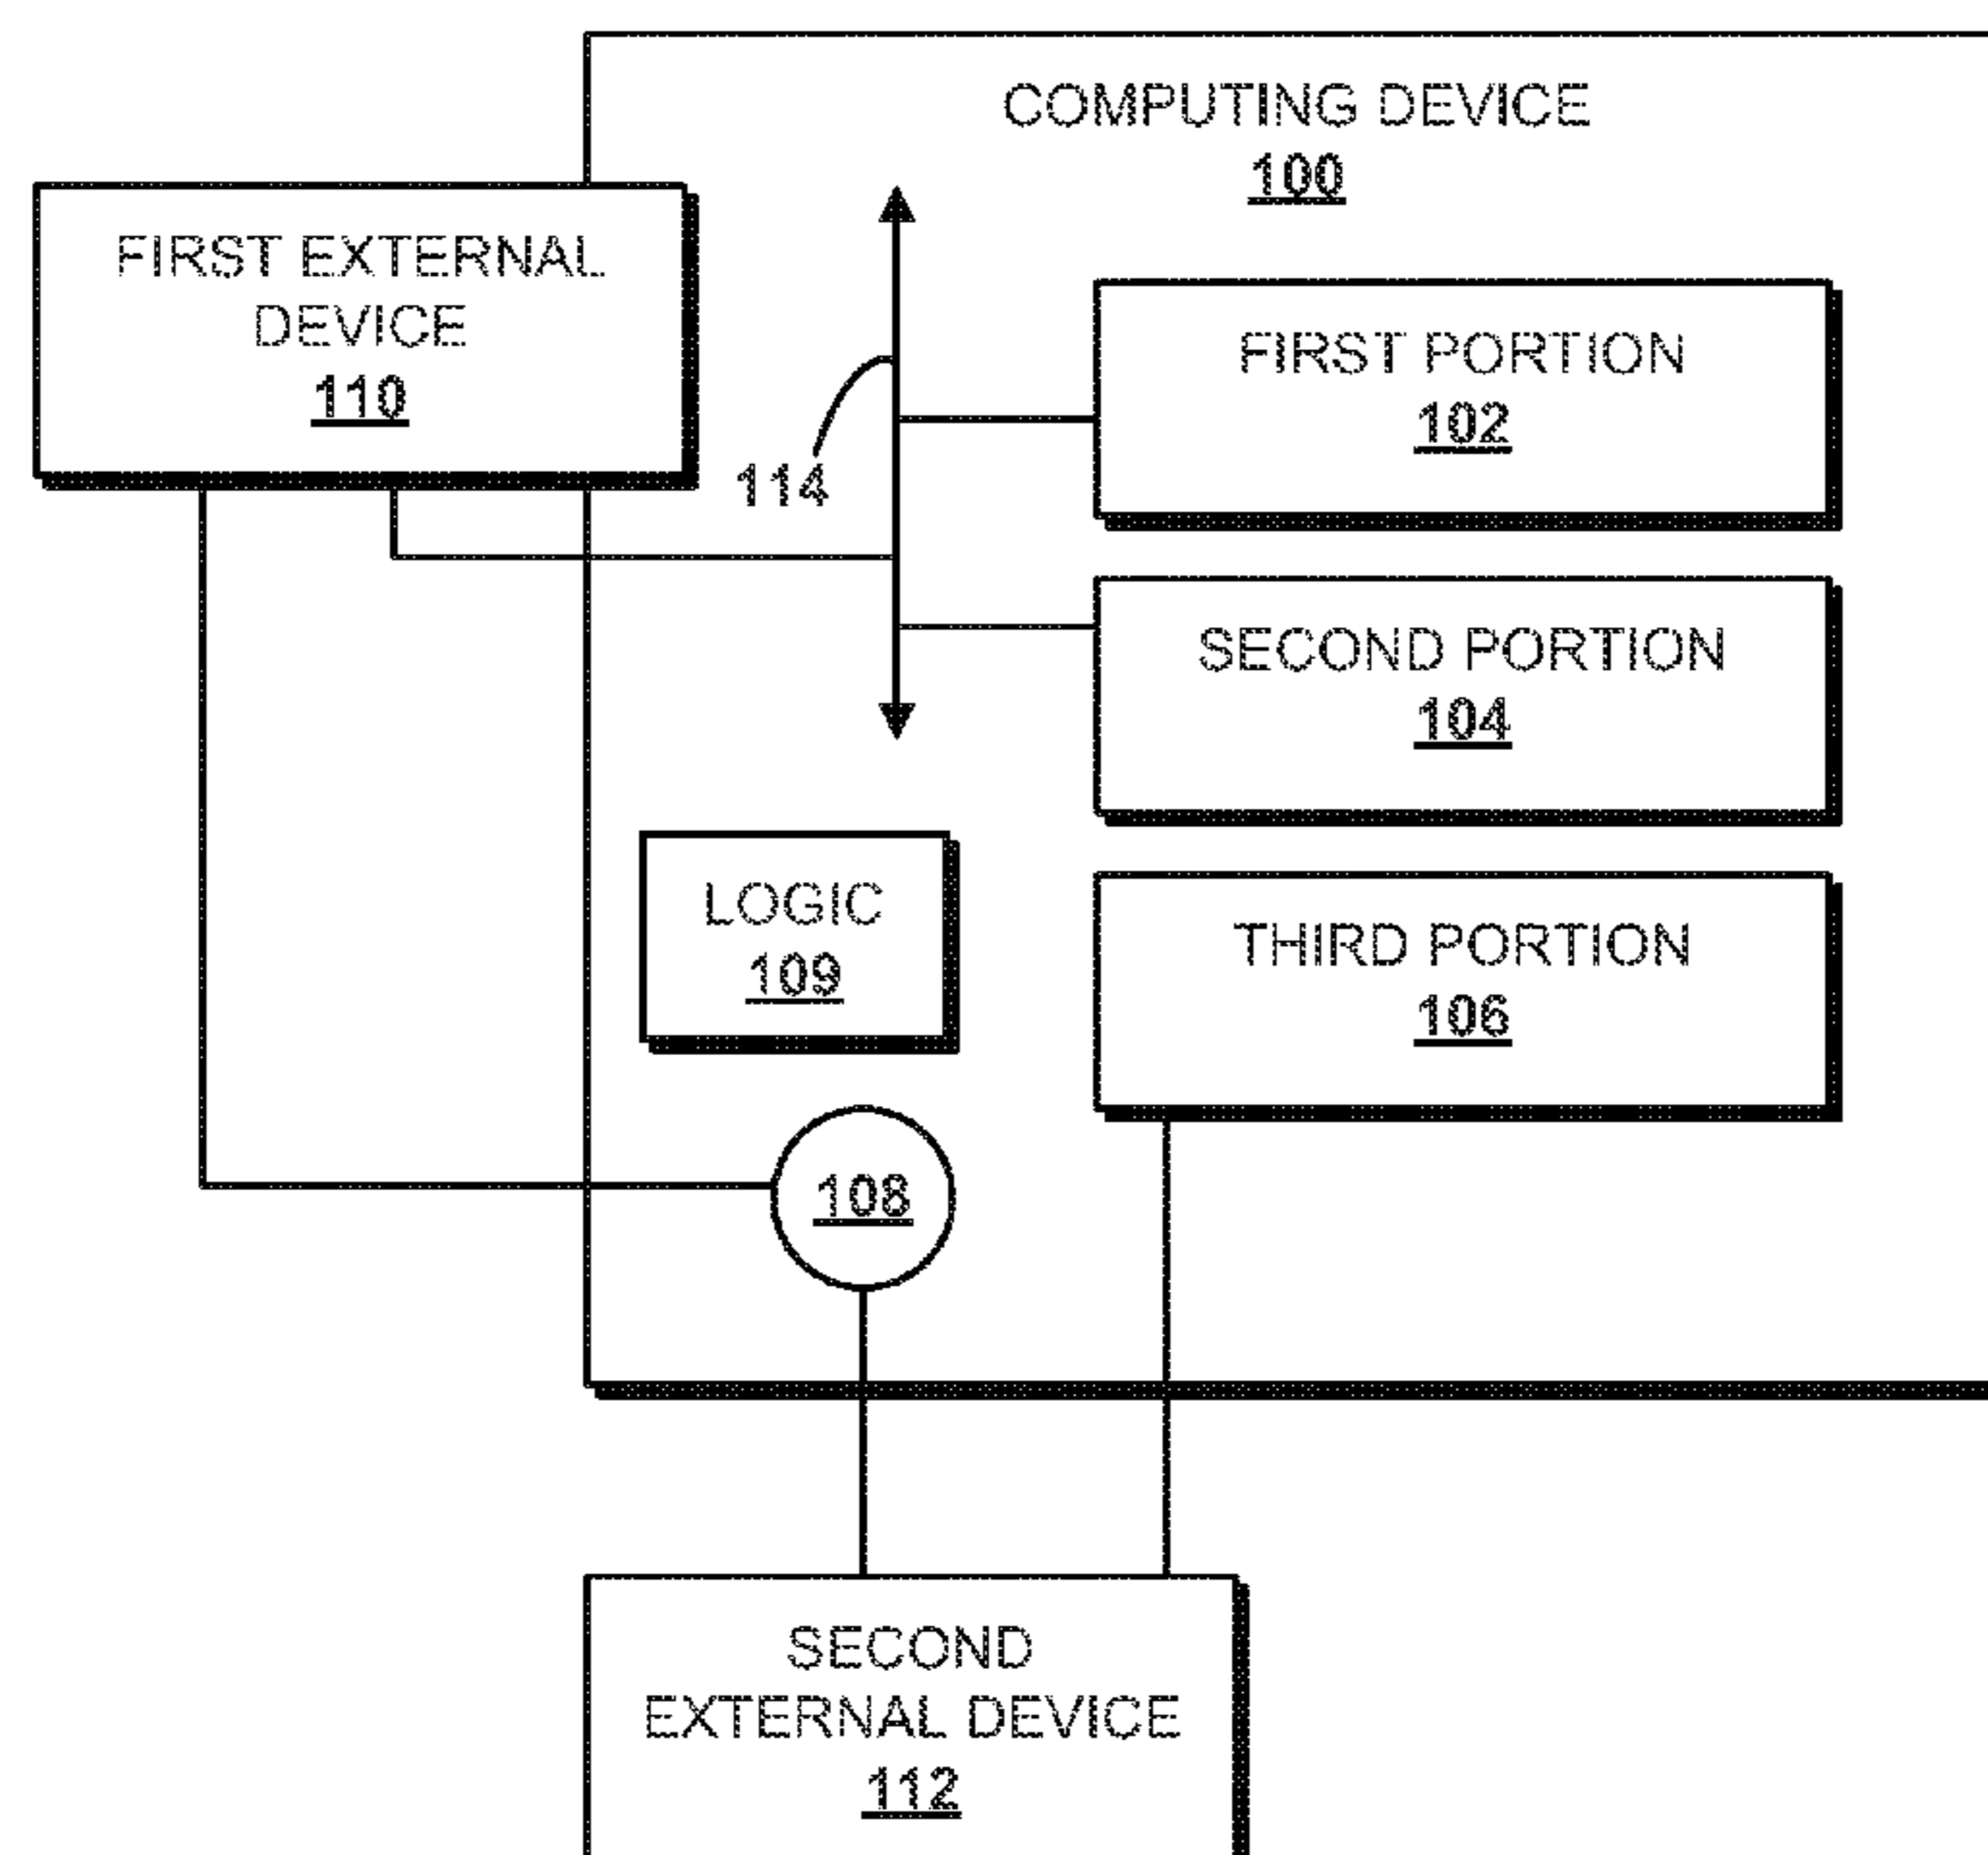 COMPUTING DEVICE
100
FIRST EXTERNAL
DEVICE
110
FIRST PORTION
102
114
SECOND PORTION
104
LOGIC
109
THIRD PORTION
106
108
SECOND
EXTERNAL DEVICE
112